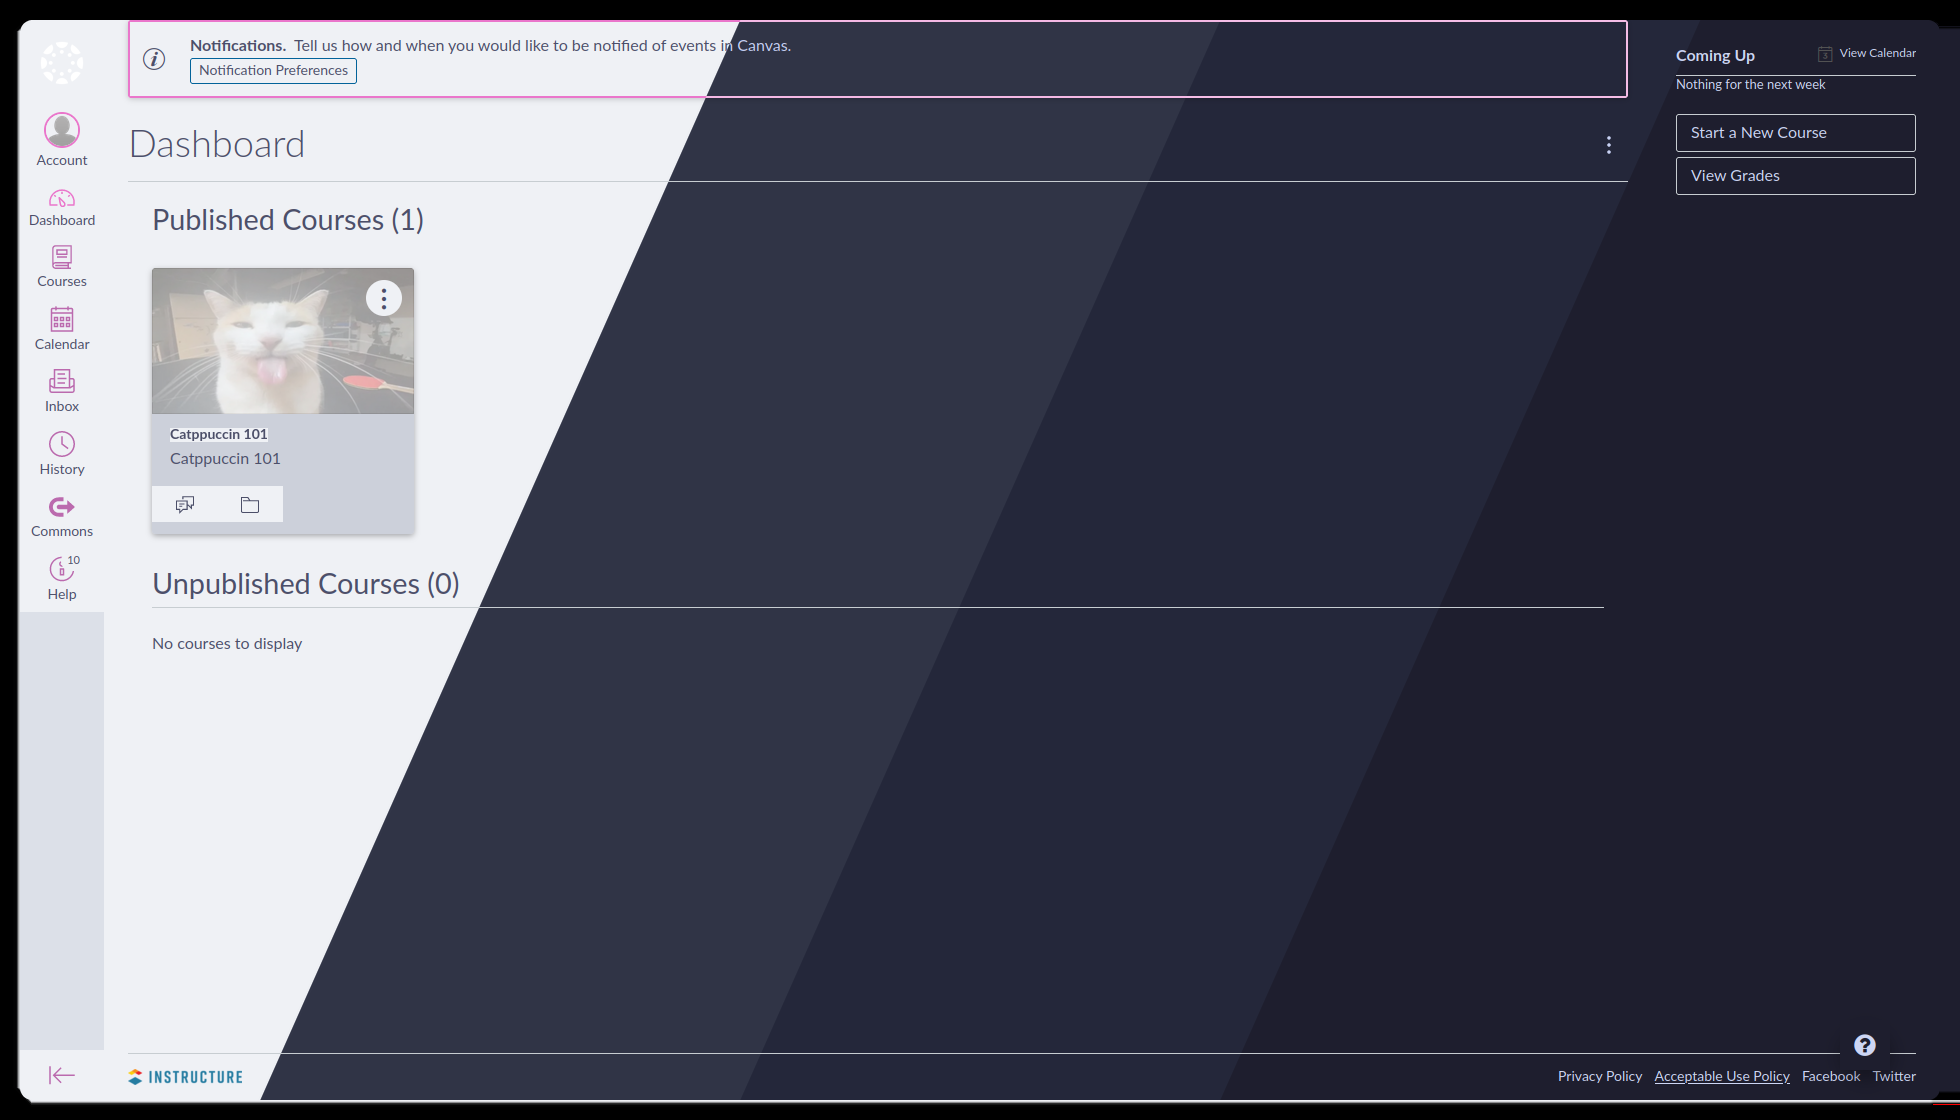 Notifications. Tell us how and when you would like to be notified of events in Canvas.
Notification Preferences
Account
Dashboard
Courses
Calendar
Inbox
History
Commons
10
Help
Dashboard
Published Courses (1)
Catppuccin 101
Catppuccin 101
Unpublished Courses (0)
No courses to display
Coming Up
3
View Calendar
Nothing for the next week
Start a New Course
View Grades
?
INSTRUCTURE
Privacy Policy Acceptable Use Policy Facebook Twitter